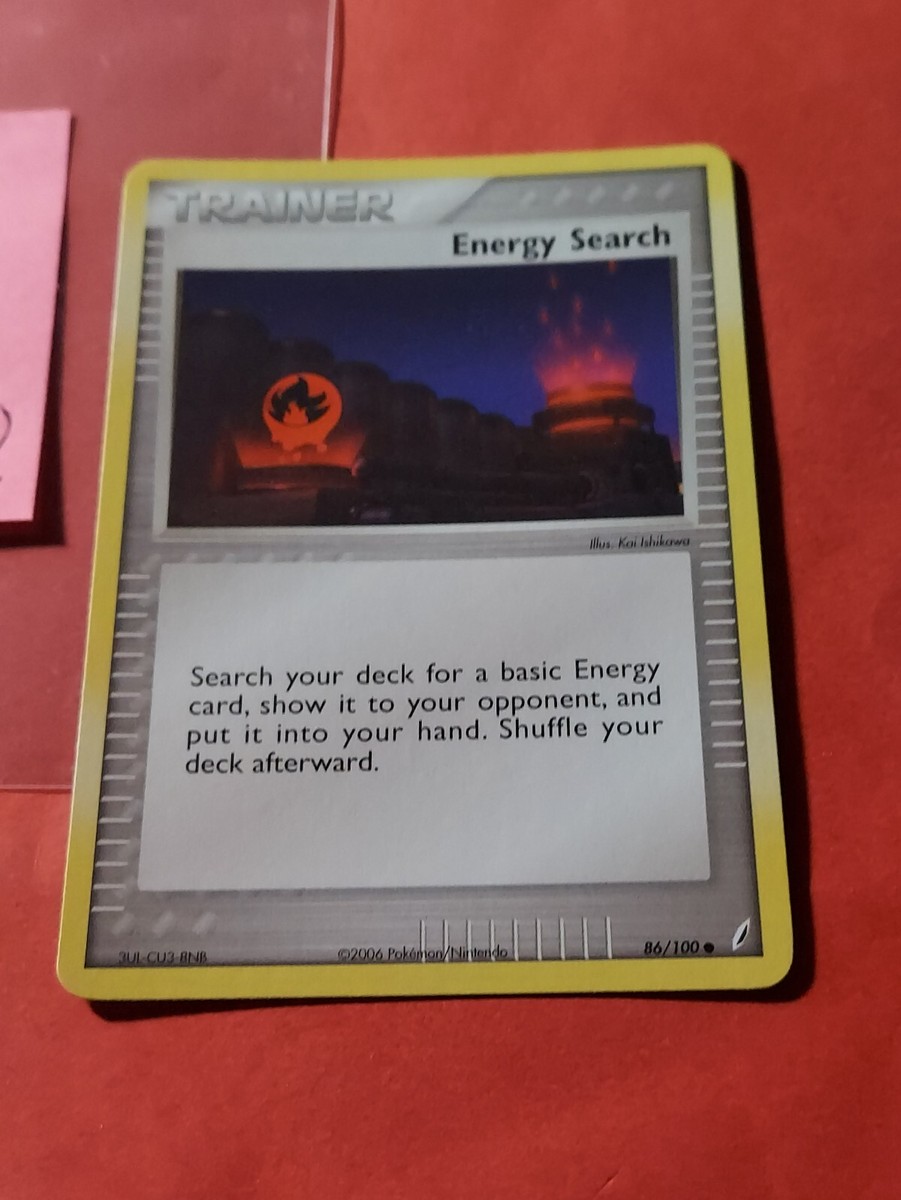 TRAINER
Energy Search
Illus. Kai Ishikawa
Search your deck for a basic Energy
card, show it to your opponent, and
put it into your hand. Shuffle your
deck afterward.
3UL-CU3-8NB
©2006 Pokémon/Nintendo
86/100